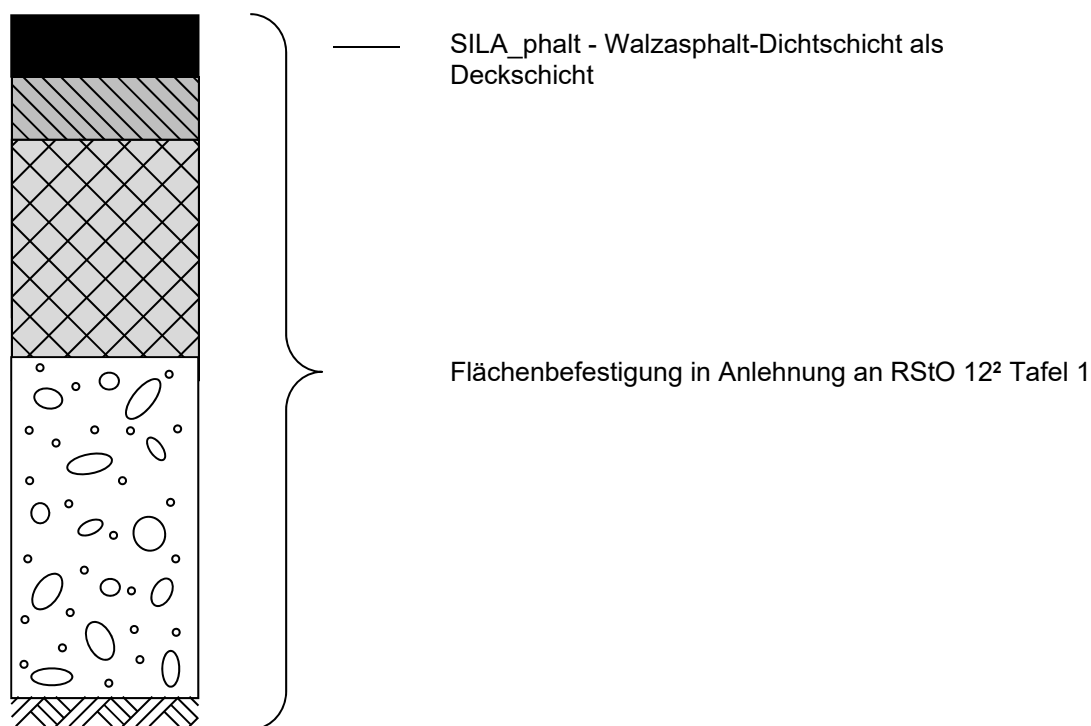 SILA_phalt - Walzasphalt-Dichtschicht als
Deckschicht
Flächenbefestigung in Anlehnung an RStO 12² Tafel 1